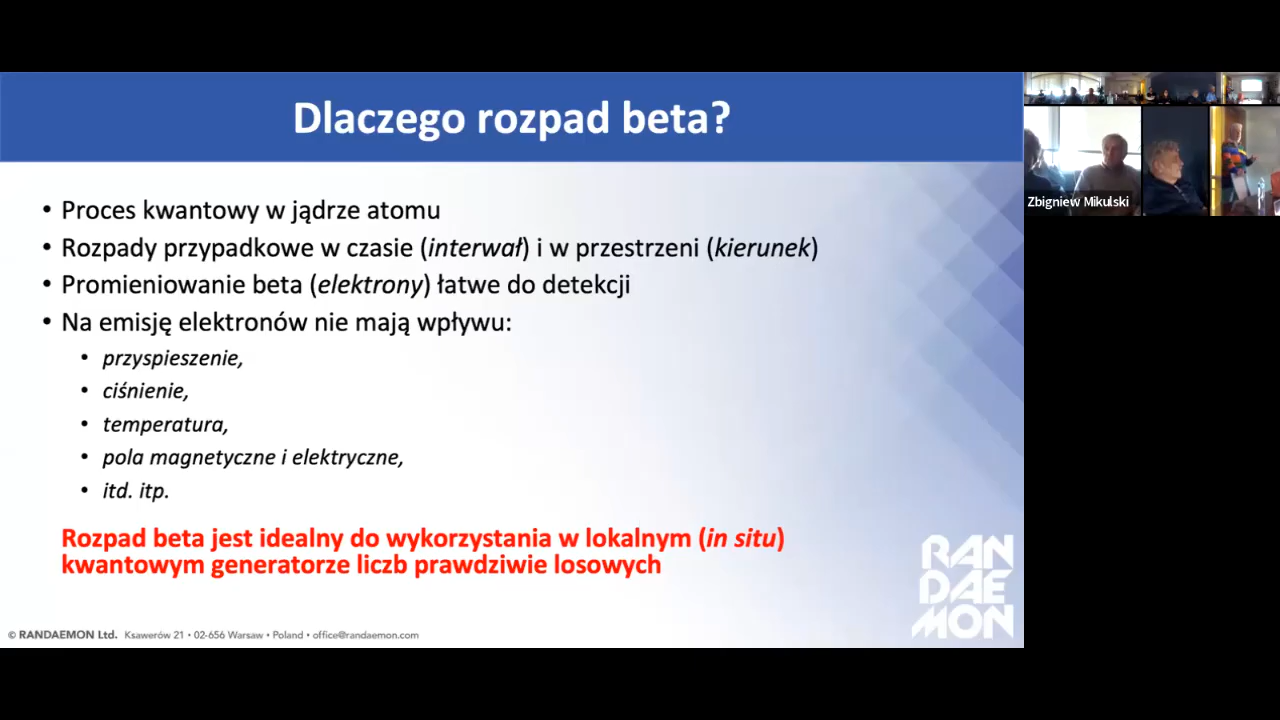 Dlaczego rozpad beta?
• Proces kwantowy w jądrze atomu
• Rozpady przypadkowe w czasie (interwał) i w przestrzeni (kierunek)
• Promieniowanie beta (elektrony) łatwe do detekcji
• Na emisję elektronów nie mają wpływu:
• przyspieszenie,
• ciśnienie,
• temperatura,
• pola magnetyczne i elektryczne,
• itd. itp.
Rozpad beta jest idealny do wykorzystania w lokalnym (in situ)
kwantowym generatorze liczb prawdziwie losowych
RAN
DAE
MON
© RANDAEMON Ltd. Ksawerów 21 • 02-656 Warsaw • Poland • office@randaemon.com
Zbigniew Mikulski